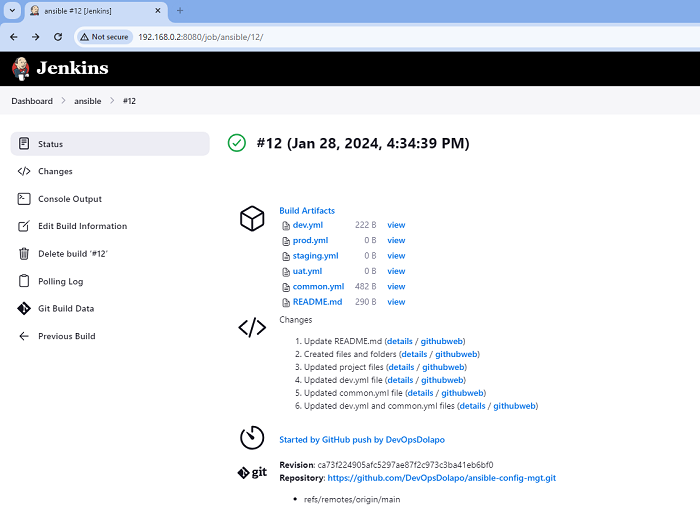 ansible #12 [Jenkins]
Not secure 192.168.0.2:8080/job/ansible/12/
Jenkins
Dashboard ansible #12
Status
Changes
Console Output
Edit Build Information
Delete build '#12'
Polling Log
Git Build Data
Previous Build
#12 (Jan 28, 2024, 4:34:39 PM)
Build Artifacts
dev.yml 222 B view
prod.yml 0 B view
staging.yml 0 B view
uat.yml 0 B view
common.yml 482 B view
README.md 290 B view
Changes
1. Update README.md (details / githubweb)
2. Created files and folders (details / githubweb)
3. Updated project files (details / githubweb)
4. Updated dev.yml file (details / githubweb)
5. Updated common.yml file (details / githubweb)
6. Updated dev.yml and common.yml files (details / githubweb)
Started by GitHub push by DevOpsDolapo
git Revision: ca73f224905afc5297ae87f2c973c3ba41eb6bf0
Repository: https://github.com/DevOpsDolapo/ansible-config-mgt.git
• refs/remotes/origin/main